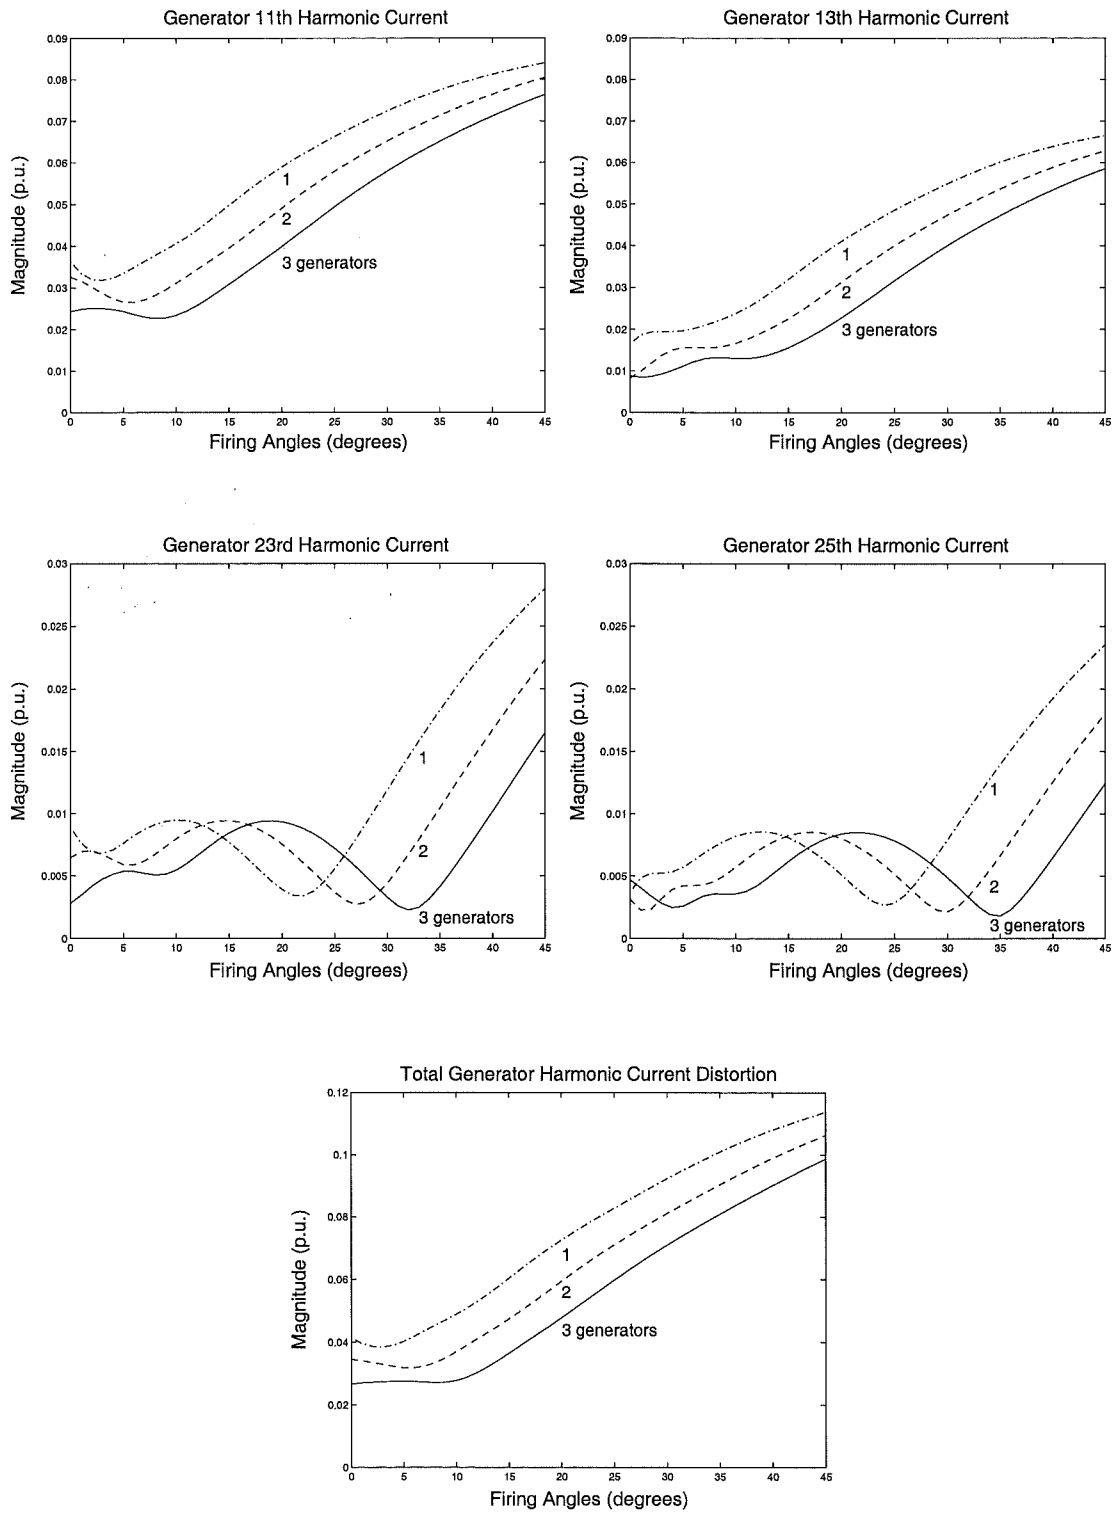 Generator 11th Harmonic Current
0.09
0.08
0.07
0.06
0.05
0.04
0.03
0.02
0.01
0
Magnitude (p.u.)
1
2
3 generators
0 5 10 15 20 25 30 35 40 45
Firing Angles (degrees)
Generator 13th Harmonic Current
0.09
0.08
0.07
0.06
0.05
0.04
0.03
0.02
0.01
0
Magnitude (p.u.)
1
2
3 generators
0 5 10 15 20 25 30 35 40 45
Firing Angles (degrees)
Generator 23rd Harmonic Current
0.03
0.025
0.02
0.015
0.01
0.005
0
Magnitude (p.u.)
1
2
3 generators
0 5 10 15 20 25 30 35 40 45
Firing Angles (degrees)
Generator 25th Harmonic Current
0.03
0.025
0.02
0.015
0.01
0.005
0
Magnitude (p.u.)
1
2
3 generators
0 5 10 15 20 25 30 35 40 45
Firing Angles (degrees)
Total Generator Harmonic Current Distortion
0.12
0.1
0.08
0.06
0.04
0.02
0
Magnitude (p.u.)
1
2
3 generators
0 5 10 15 20 25 30 35 40 45
Firing Angles (degrees)